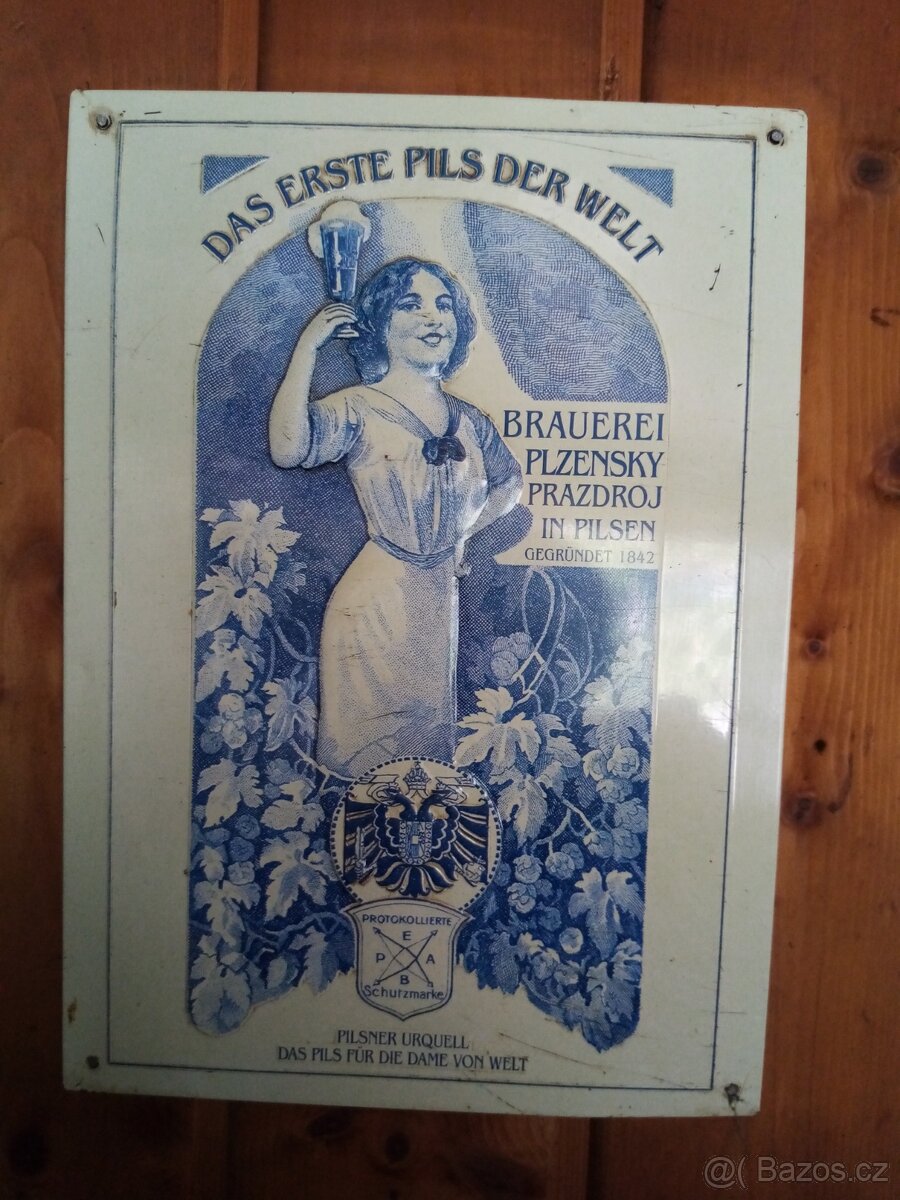 DAS ERSTE PILS DER WELT
BRAUEREI
PLZENSKY
PRAZDROJ
IN PILSEN
GEGRÜNDET 1842
PROTOKOLLIERTE
E
P A
B
Schutzmarke
PILSNER URQUELL
DAS PILS FÜR DIE DAME VON WELT
@( Bazos.cz